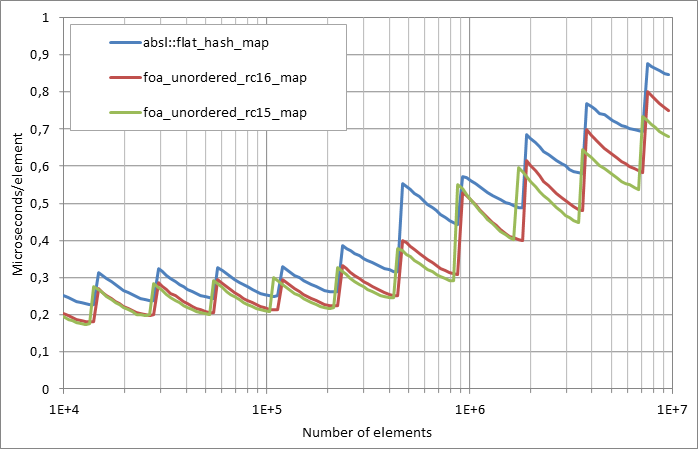 1
0,9
0,8
0,7
0,6
0,5
0,4
0,3
0,2
0,1
0
Microseconds/element
absl::flat_hash_map
foa_unordered_rc16_map
foa_unordered_rc15_map
1E+4 1E+5 1E+6 1E+7
Number of elements